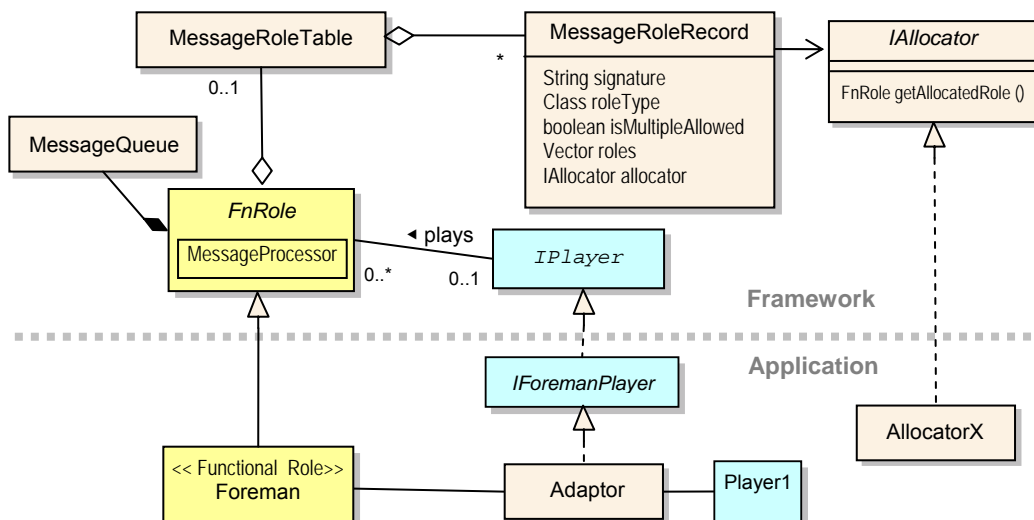 MessageRoleTable
MessageRoleRecord
IAllocator
*
String signature
Class roleType
boolean isMultipleAllowed
Vector roles
IAllocator allocator
FnRole getAllocatedRole ()
0..1
MessageQueue
FnRole
MessageProcessor
◄ plays
0..*
0..1
IPlayer
Framework
Application
IForemanPlayer
AllocatorX
<< Functional Role>>
Foreman
Adaptor
Player1